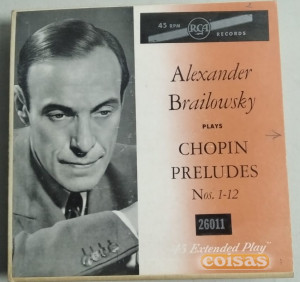 45 RPM RCA RECORDS
Alexander
Brailowsky
PLAYS
CHOPIN
PRELUDES
Nos. 1-12
26011
"45 Extended Play"
coisas